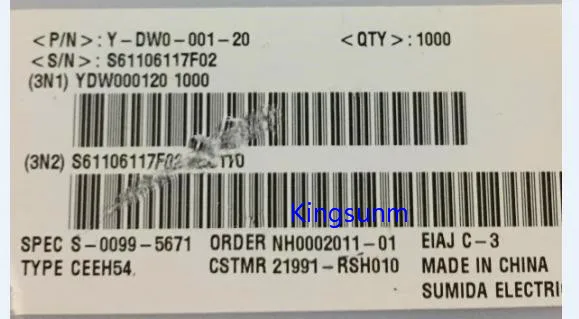 <P/N>: Y-DW0-001-20 <QTY>: 1000
<S/N>: S61106117F02
(3N1) YDW000120 1000
(3N2) S61106117F02
Kingsunm
SPEC S-0099-5671 ORDER NH0002011-01 EIAJ C-3
TYPE CEEH54 CSTMR 21991-RSH010 MADE IN CHINA
SUMIDA ELECTRI